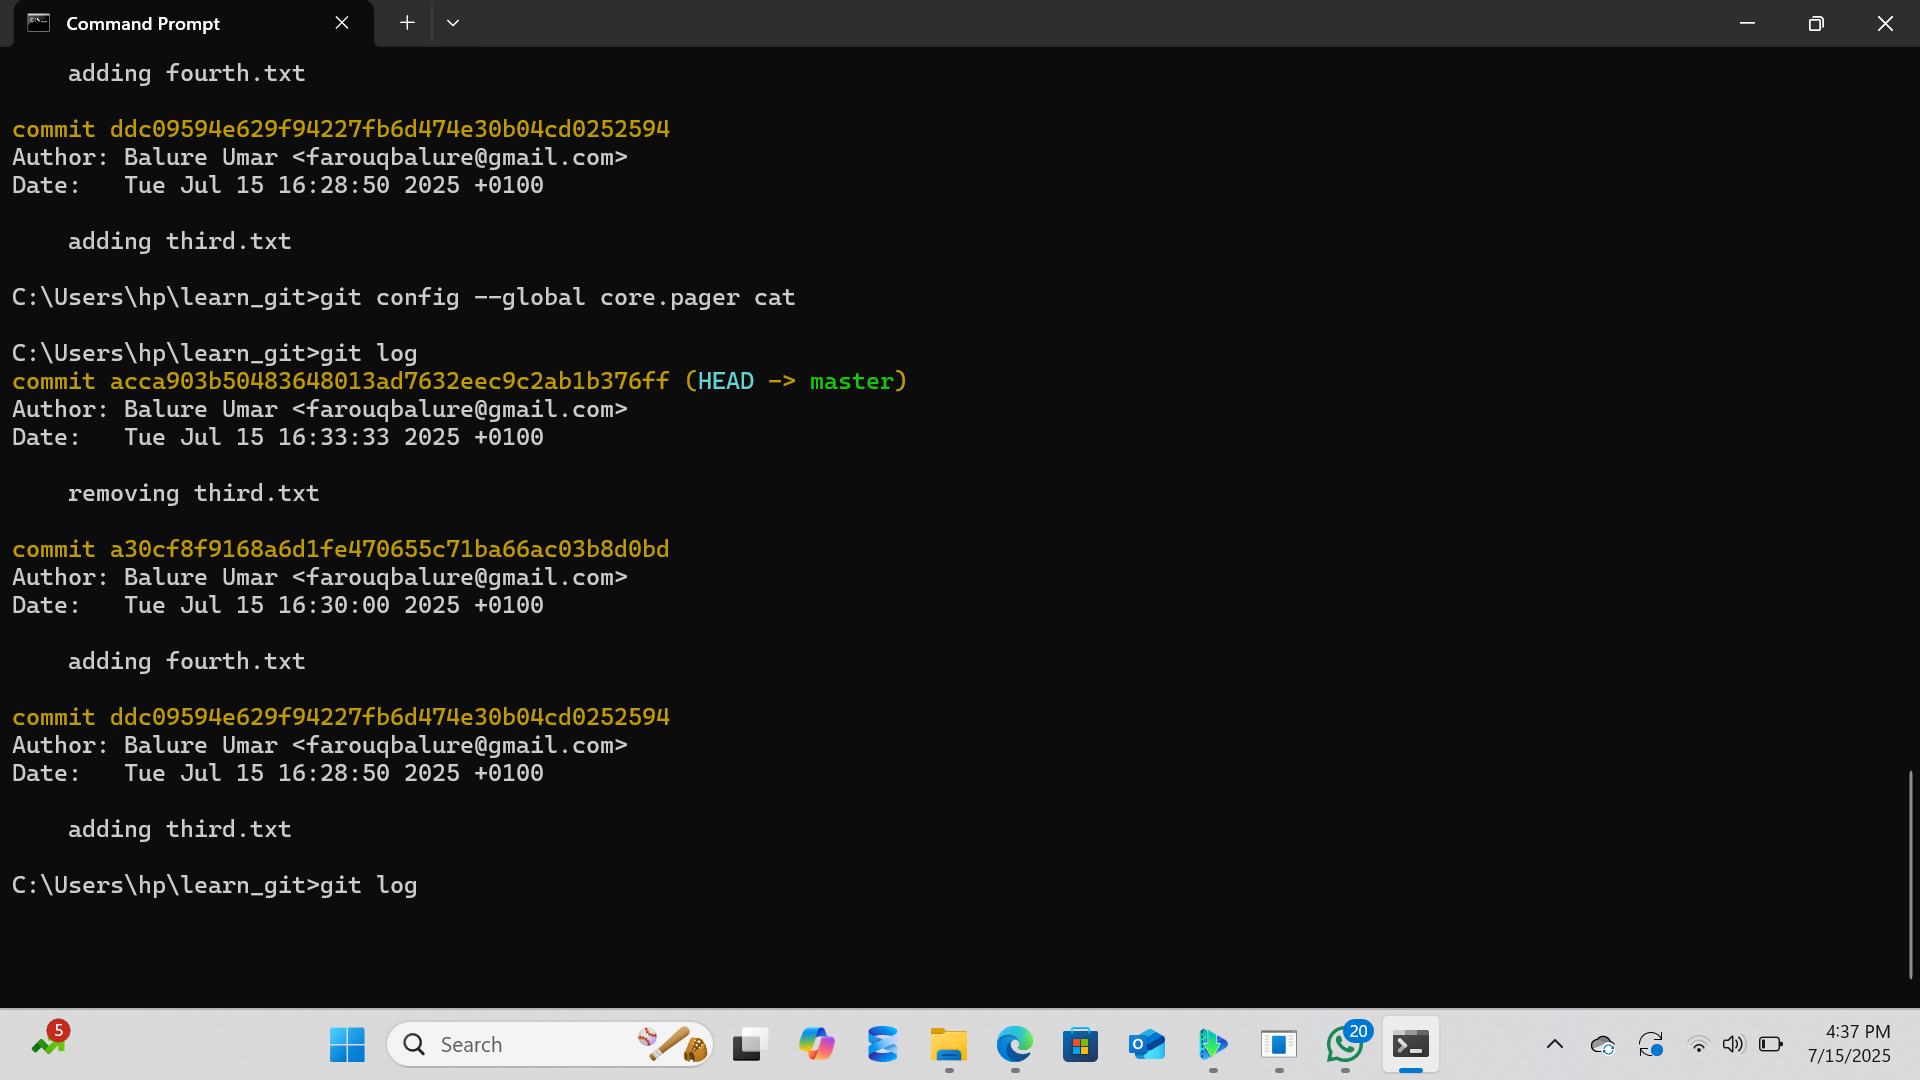 Command Prompt
    adding fourth.txt
commit ddc09594e629f94227fb6d474e30b04cd0252594
Author: Balure Umar <farouqbalure@gmail.com>
Date:   Tue Jul 15 16:28:50 2025 +0100
    adding third.txt
C:\Users\hp\learn_git>git config --global core.pager cat
C:\Users\hp\learn_git>git log
commit acca903b50483648013ad7632eec9c2ab1b376ff (HEAD -> master)
Author: Balure Umar <farouqbalure@gmail.com>
Date:   Tue Jul 15 16:33:33 2025 +0100
    removing third.txt
commit a30cf8f9168a6d1fe470655c71ba66ac03b8d0bd
Author: Balure Umar <farouqbalure@gmail.com>
Date:   Tue Jul 15 16:30:00 2025 +0100
    adding fourth.txt
commit ddc09594e629f94227fb6d474e30b04cd0252594
Author: Balure Umar <farouqbalure@gmail.com>
Date:   Tue Jul 15 16:28:50 2025 +0100
    adding third.txt
C:\Users\hp\learn_git>git log
5
Search
20
4:37 PM
7/15/2025